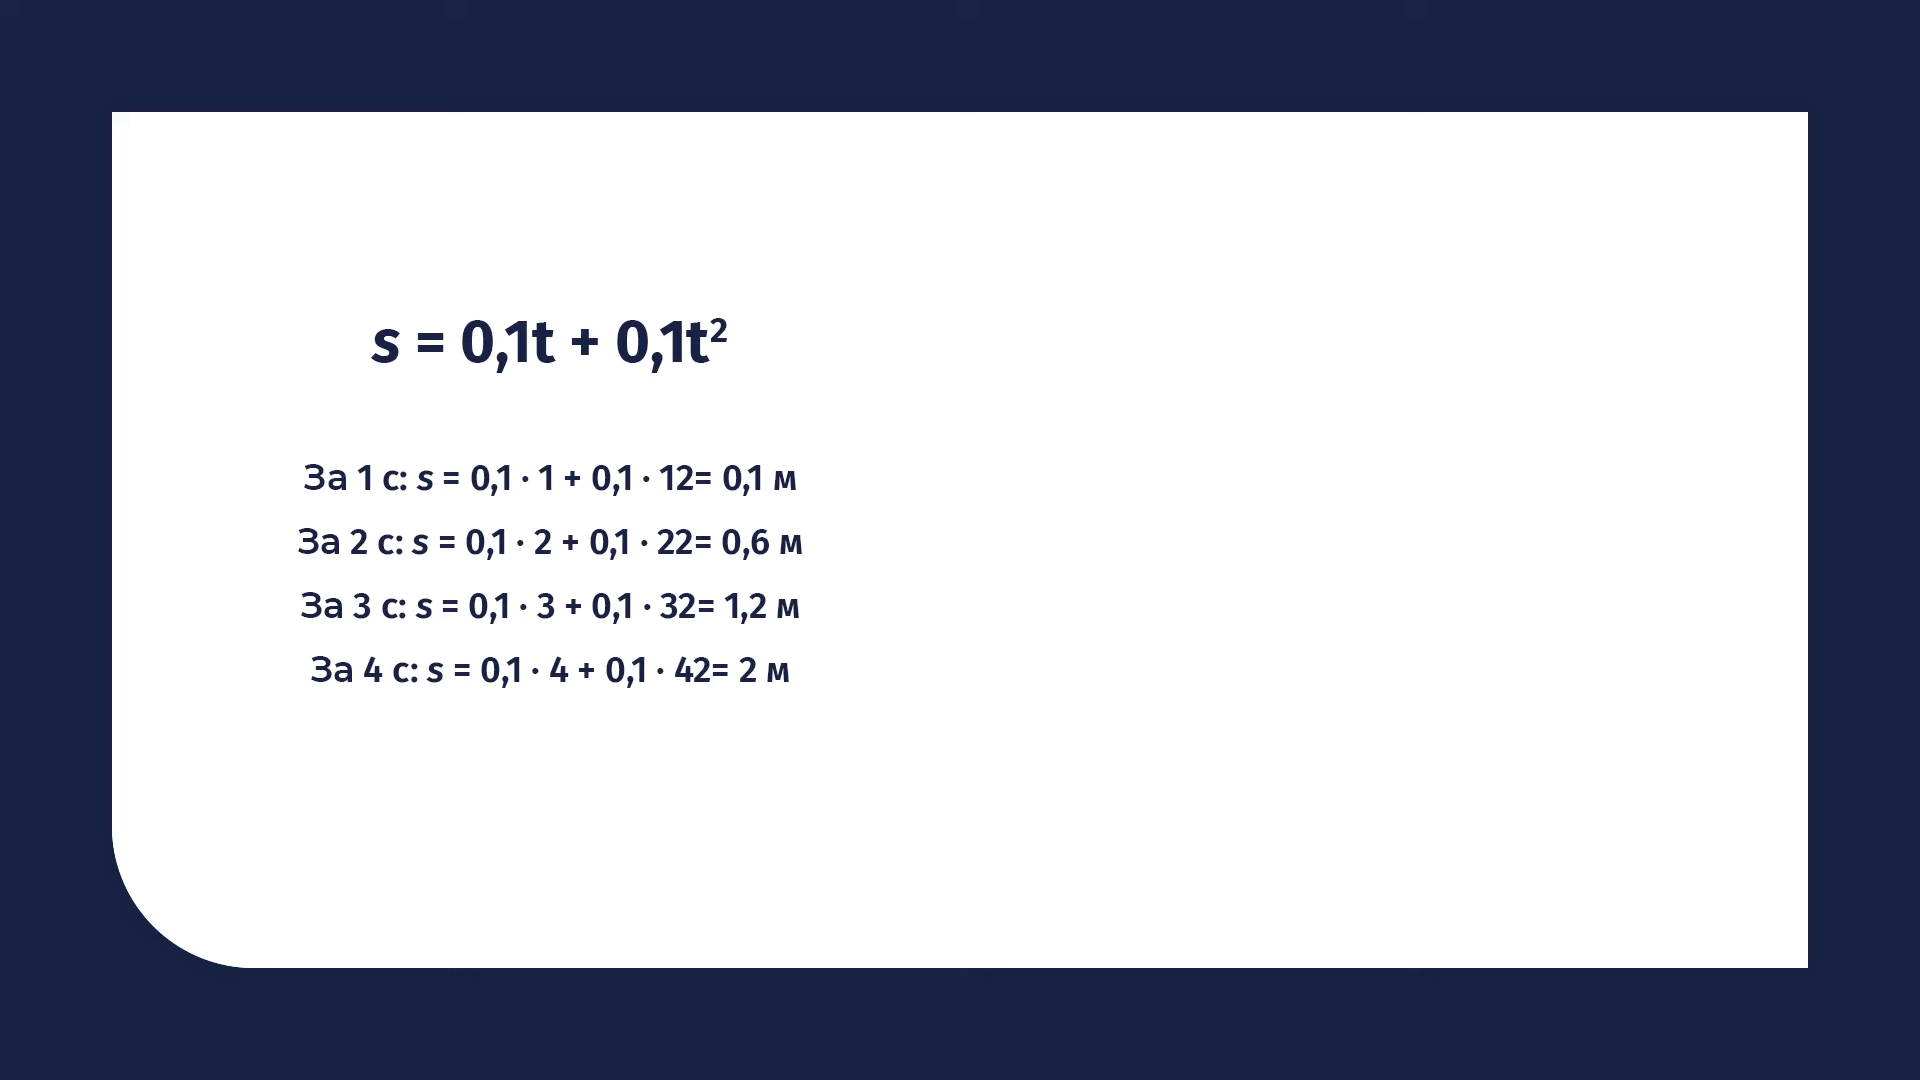 s = 0,1t + 0,1t²
За 1 с: s = 0,1 · 1 + 0,1 · 12= 0,1 м
За 2 с: s = 0,1 · 2 + 0,1 · 22= 0,6 м
За 3 с: s = 0,1 · 3 + 0,1 · 32= 1,2 м
За 4 с: s = 0,1 · 4 + 0,1 · 42= 2 м